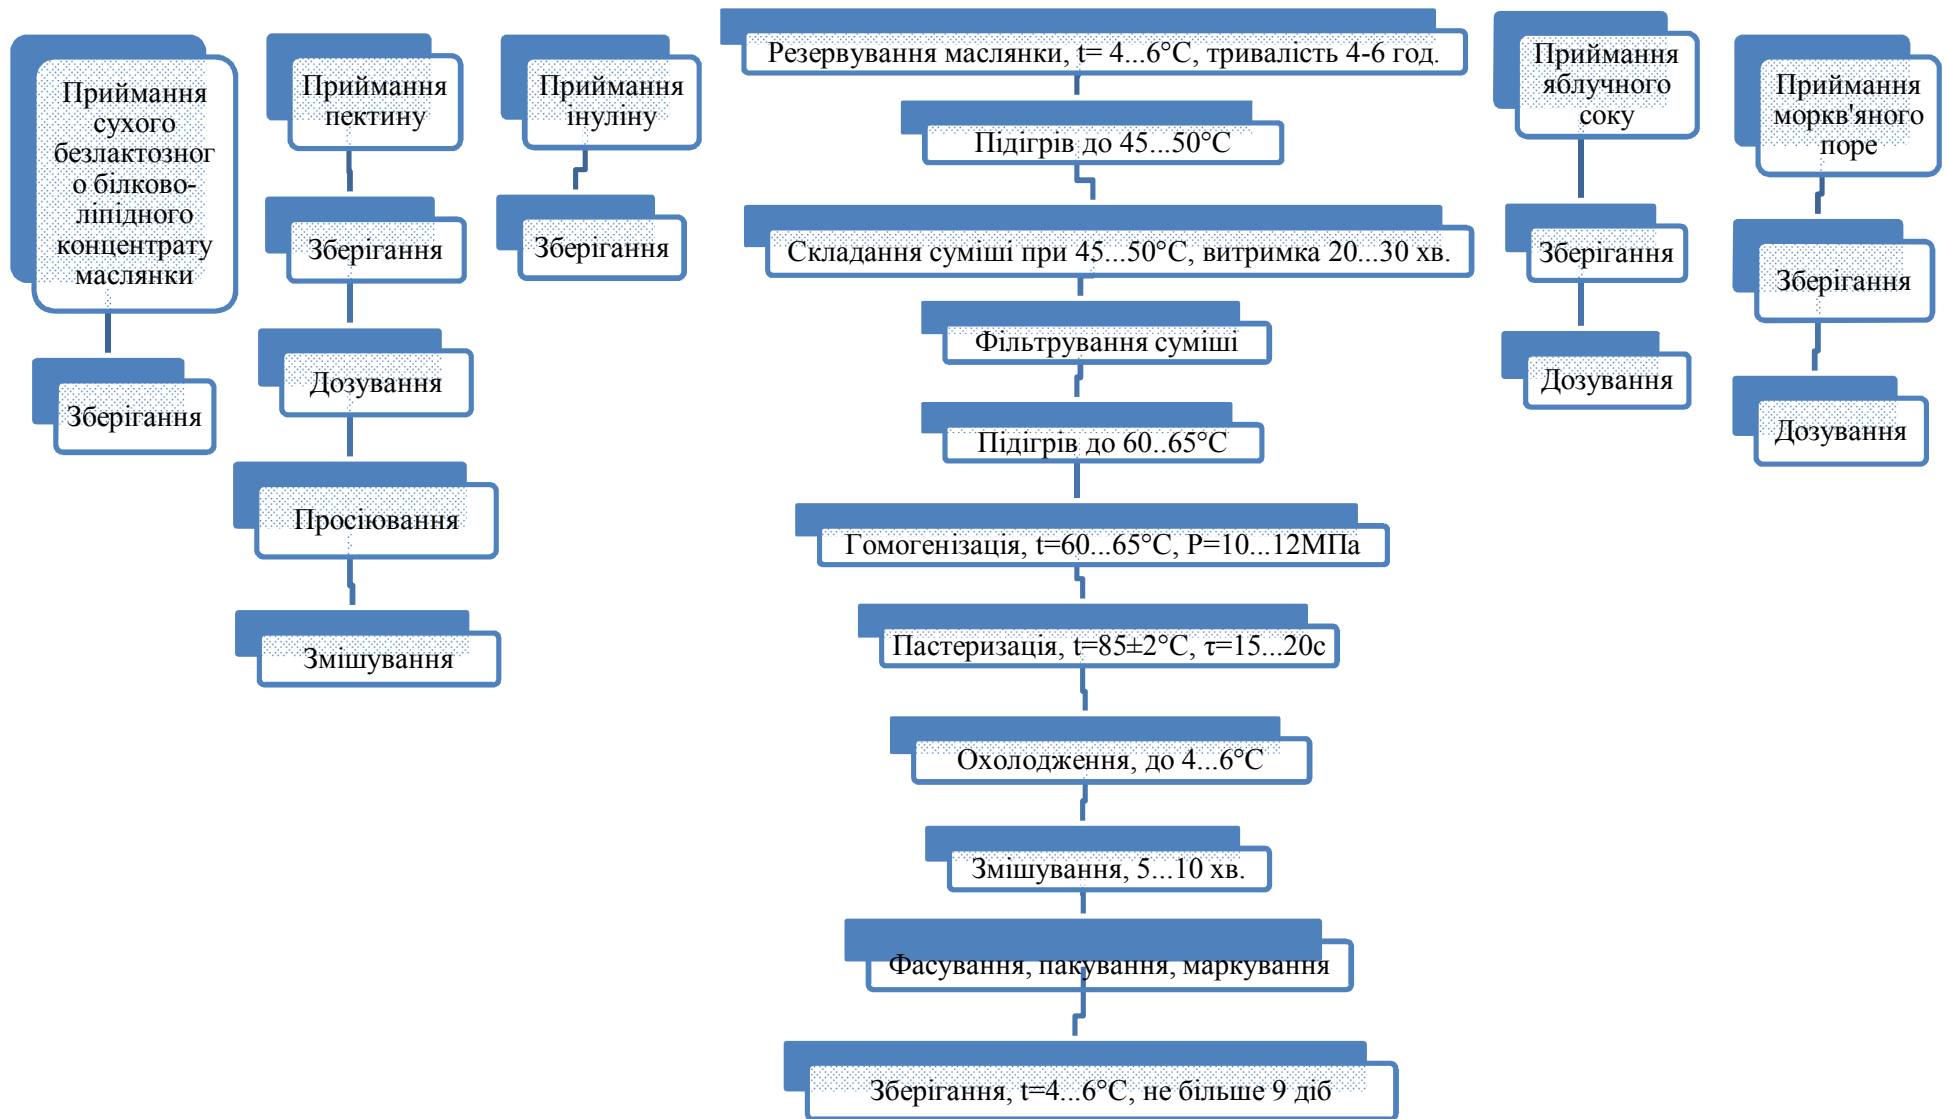 Приймання
сухого
безлактозног
о білково-
ліпідного
концентрату
маслянки
Зберігання
Приймання
пектину
Зберігання
Дозування
Просіювання
Змішування
Приймання
інуліну
Зберігання
Резервування маслянки, t= 4...6°C, тривалість 4-6 год.
Підігрів до 45...50°C
Складання суміші при 45...50°C, витримка 20...30 хв.
Фільтрування суміші
Підігрів до 60..65°C
Гомогенізація, t=60...65°C, P=10...12МПа
Пастеризація, t=85±2°C, τ=15...20с
Охолодження, до 4...6°C
Змішування, 5...10 хв.
Фасування, пакування, маркування
Зберігання, t=4...6°C, не більше 9 діб
Приймання
яблучного
соку
Зберігання
Дозування
Приймання
моркв'яного
поре
Зберігання
Дозування